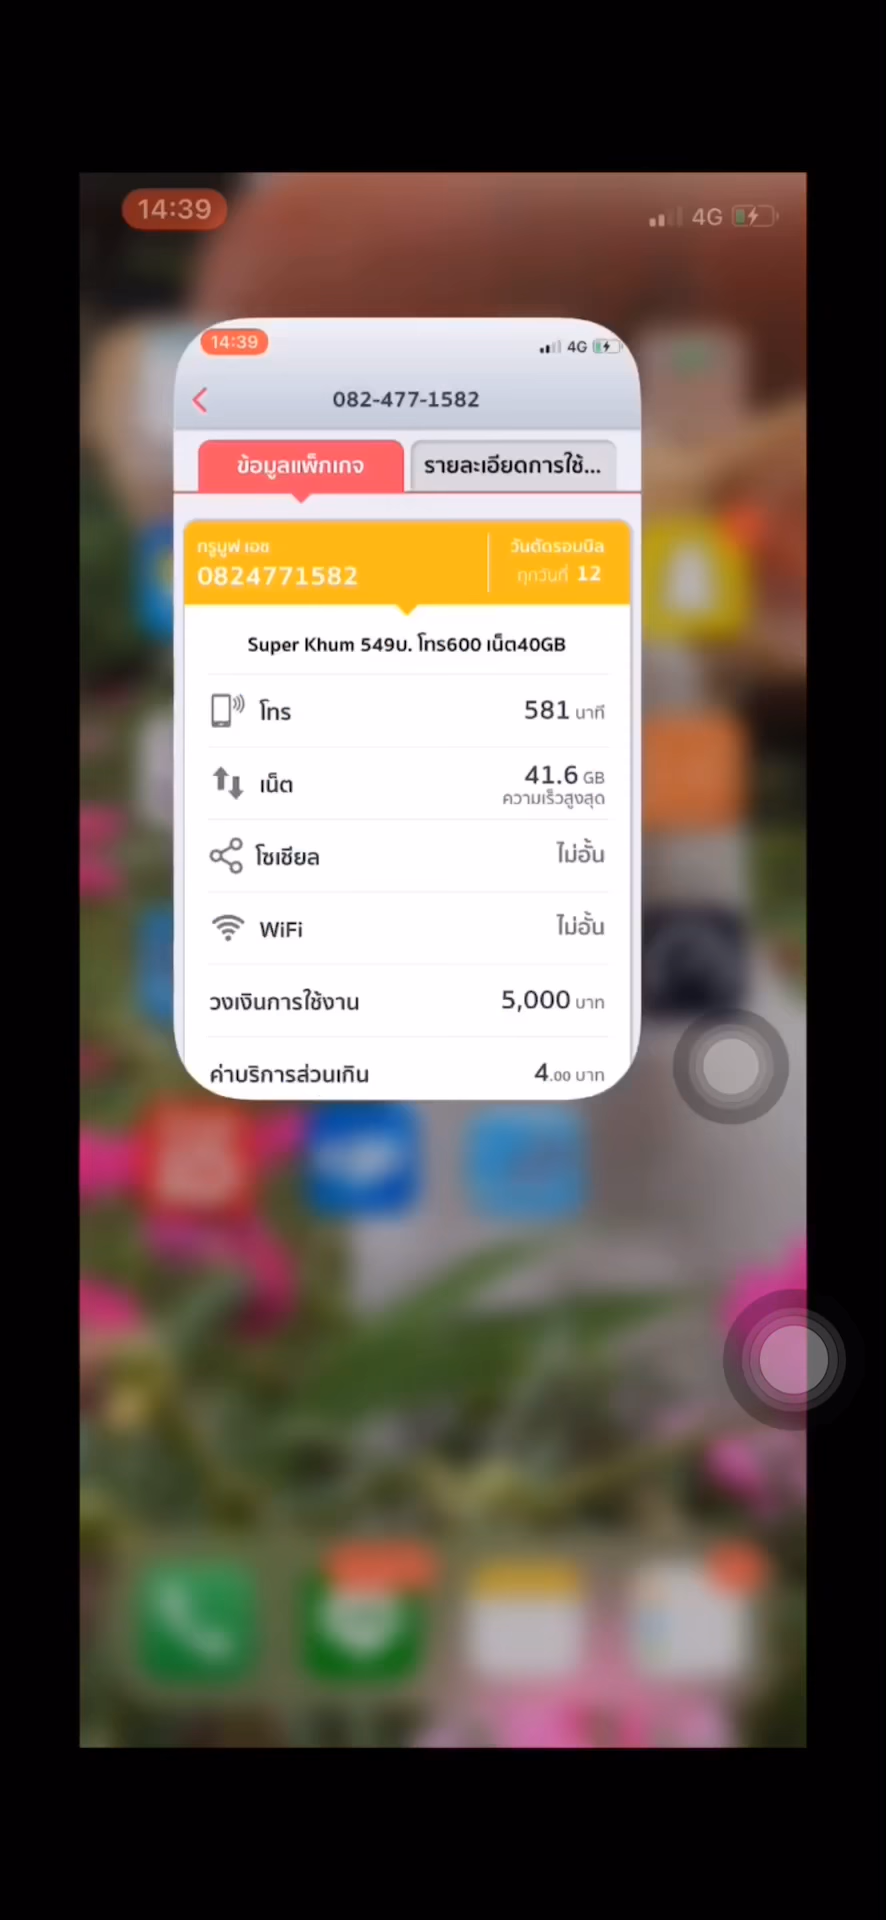 14:39
4G
14:39
4G
082-477-1582
ข้อมูลแพ็กเกจ
รายละเอียดการใช้...
ทรูมูฟ เอช
0824771582
วันตัดรอบบิล
ทุกวันที่ 12
Super Khum 549บ. โทร600 เน็ต40GB
โทร
581 นาที
เน็ต
41.6 GB
ความเร็วสูงสุด
โซเชียล
ไม่อั้น
WiFi
ไม่อั้น
วงเงินการใช้งาน
5,000 บาท
ค่าบริการส่วนเกิน
4.00 บาท